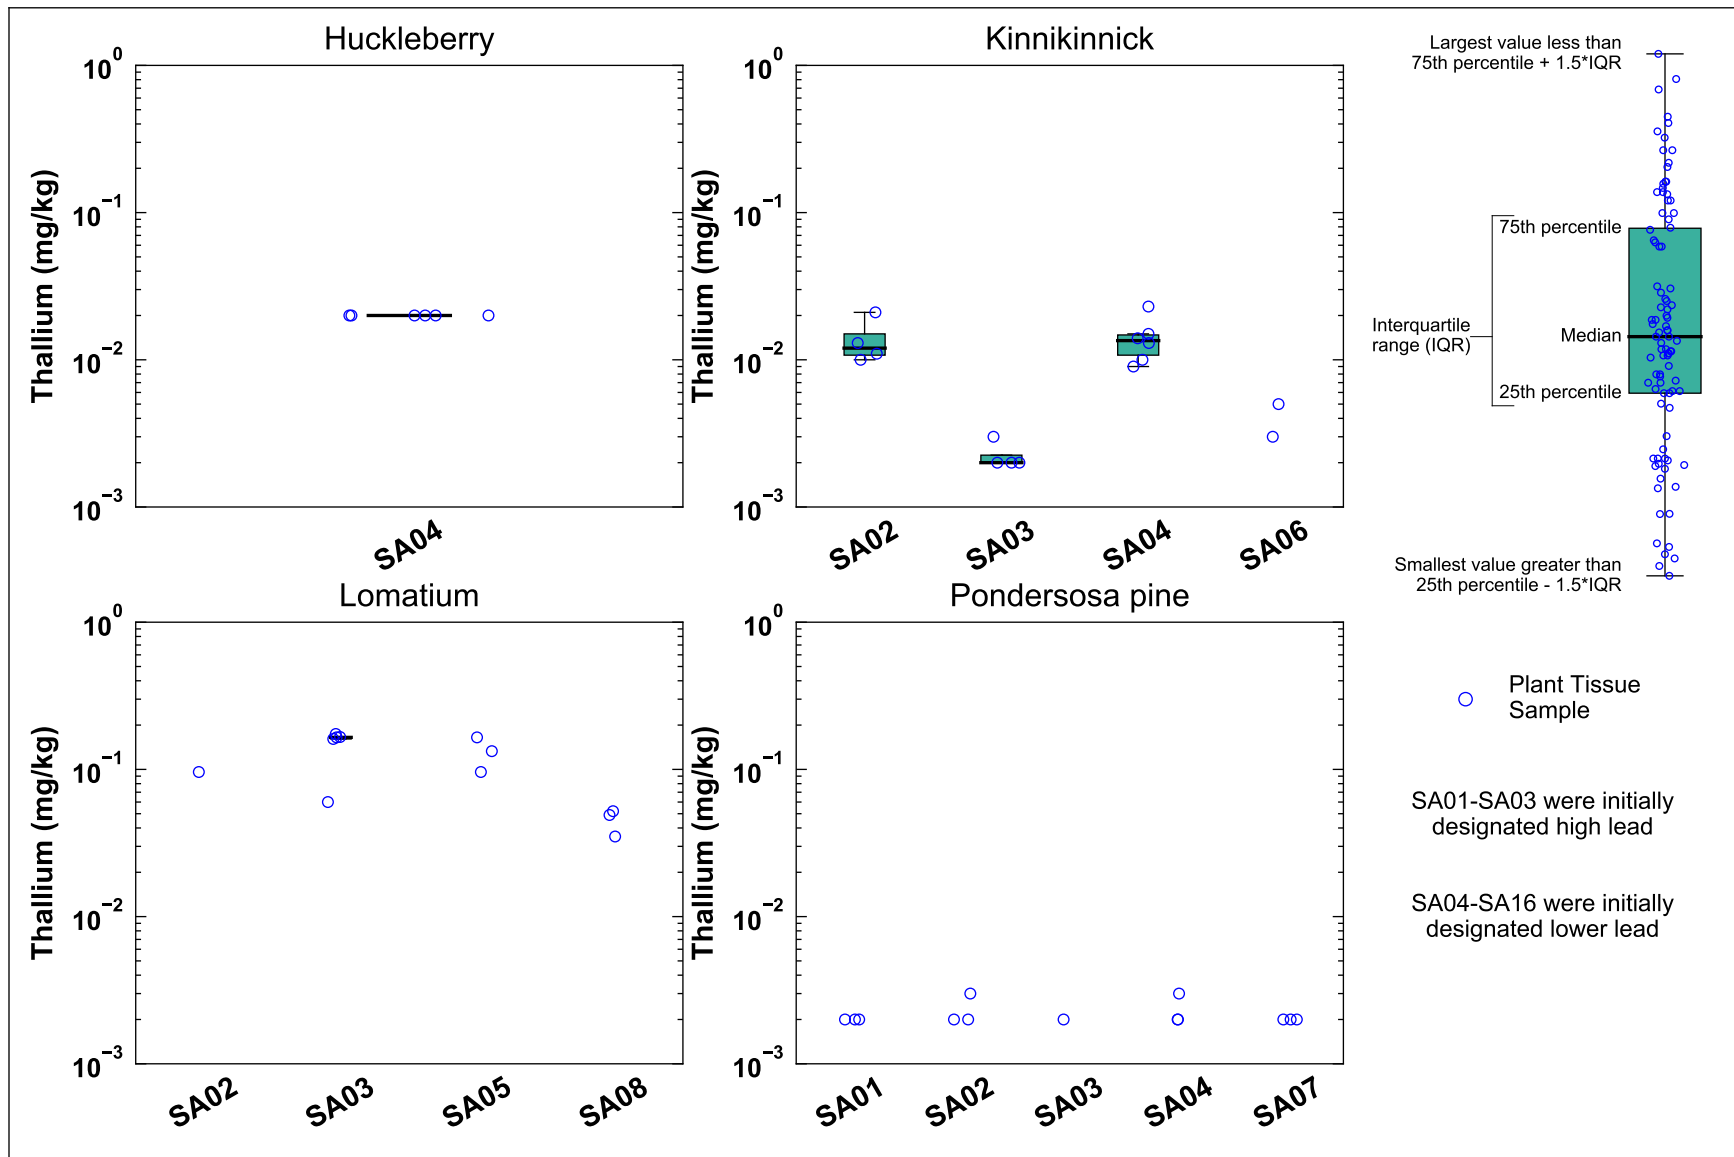 Huckleberry
Thallium (mg/kg)
10^0
10^−1
10^−2
10^−3
SA04
Kinnikinnick
Thallium (mg/kg)
10^0
10^−1
10^−2
10^−3
SA02
SA03
SA04
SA06
Largest value less than
75th percentile + 1.5*IQR
75th percentile
Interquartile
range (IQR)
Median
25th percentile
Smallest value greater than
25th percentile - 1.5*IQR
Lomatium
Thallium (mg/kg)
10^0
10^−1
10^−2
10^−3
SA02
SA03
SA05
SA08
Pondersosa pine
Thallium (mg/kg)
10^0
10^−1
10^−2
10^−3
SA01
SA02
SA03
SA04
SA07
Plant Tissue
Sample
SA01-SA03 were initially
designated high lead
SA04-SA16 were initially
designated lower lead